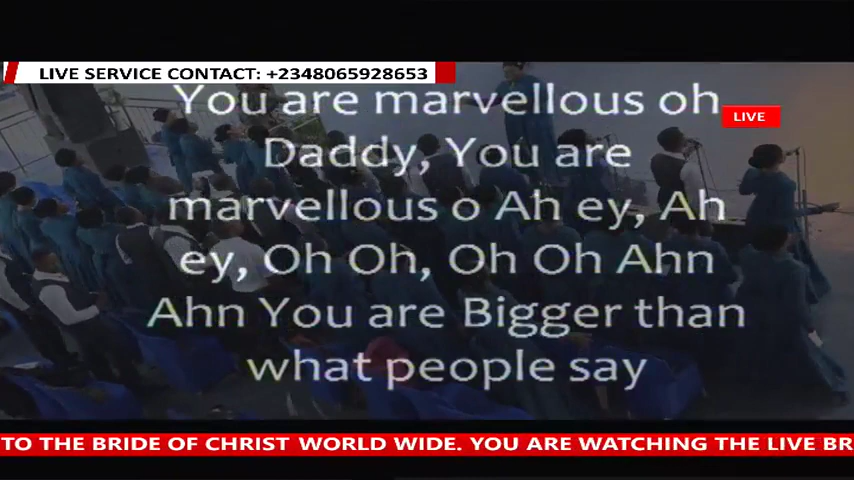 LIVE SERVICE CONTACT: +2348065928653
You are marvellous oh
LIVE
Daddy, You are
marvellous o Ah ey, Ah
ey, Oh Oh, Oh Oh Ahn
Ahn You are Bigger than
what people say
TO THE BRIDE OF CHRIST WORLD WIDE. YOU ARE WATCHING THE LIVE BR